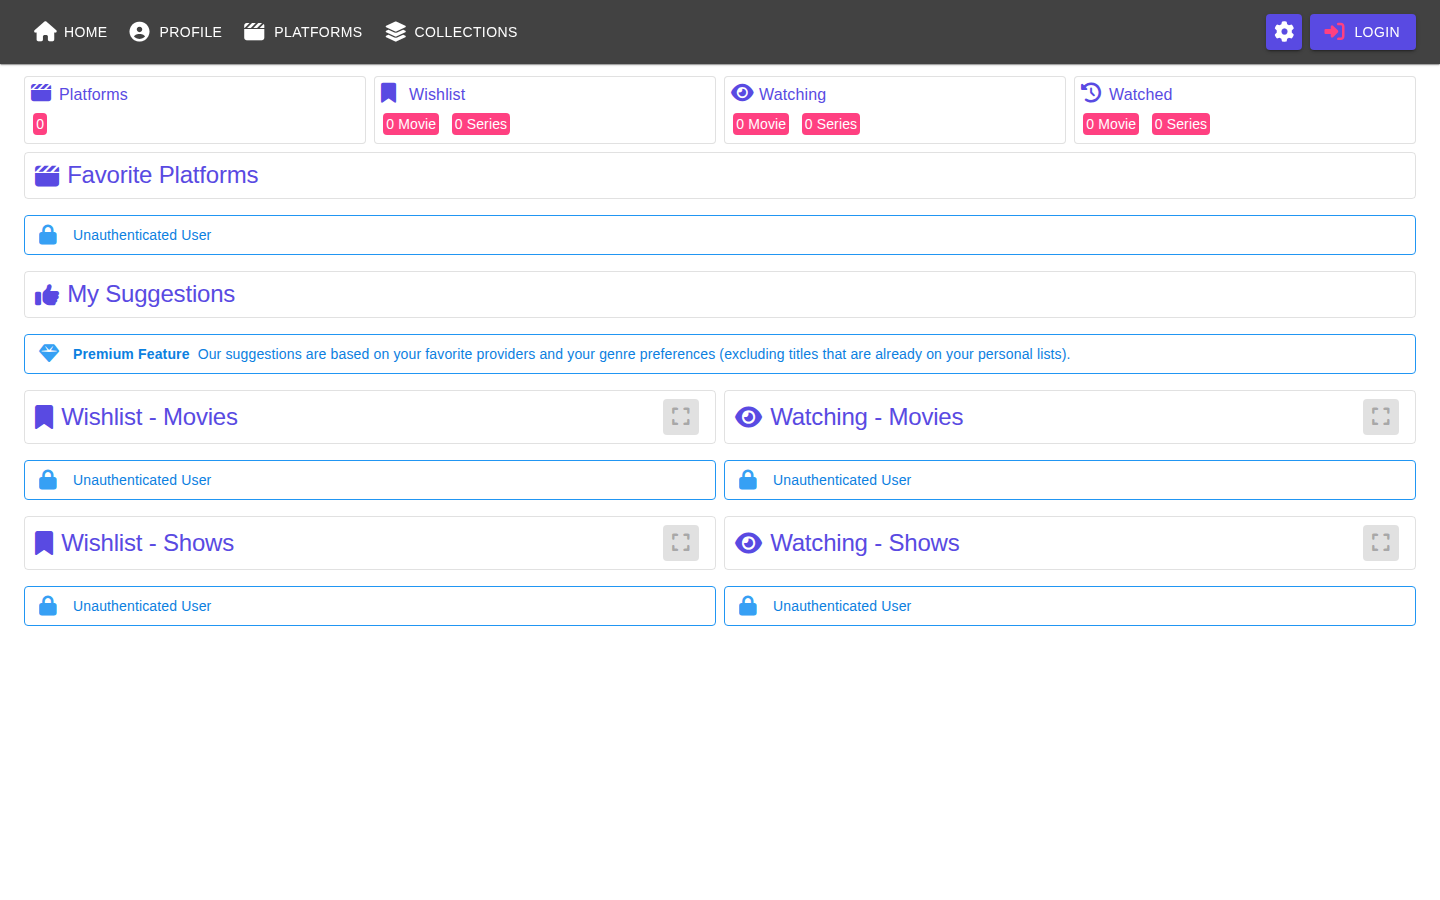 HOME PROFILE PLATFORMS COLLECTIONS LOGIN
Platforms Wishlist Watching Watched
0 0 Movie 0 Series 0 Movie 0 Series 0 Movie 0 Series
Favorite Platforms
Unauthenticated User
My Suggestions
Premium Feature Our suggestions are based on your favorite providers and your genre preferences (excluding titles that are already on your personal lists).
Wishlist - Movies Watching - Movies
Unauthenticated User Unauthenticated User
Wishlist - Shows Watching - Shows
Unauthenticated User Unauthenticated User